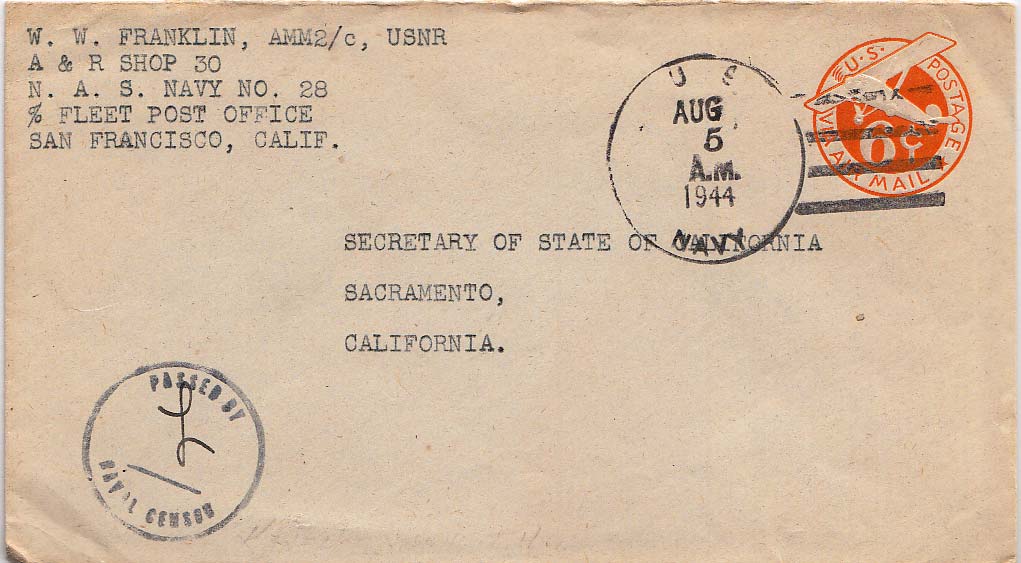 W. W. FRANKLIN, AMM2/c, USNR
A & R SHOP 30
N. A. S. NAVY NO. 28
% FLEET POST OFFICE
SAN FRANCISCO, CALIF.
U S
AUG
5
A.M.
1944
NAVY
U.S. POSTAGE
6¢
VIA AIR MAIL
SECRETARY OF STATE OF CALIFORNIA
SACRAMENTO,
CALIFORNIA.
PASSED BY
NAVAL CENSOR